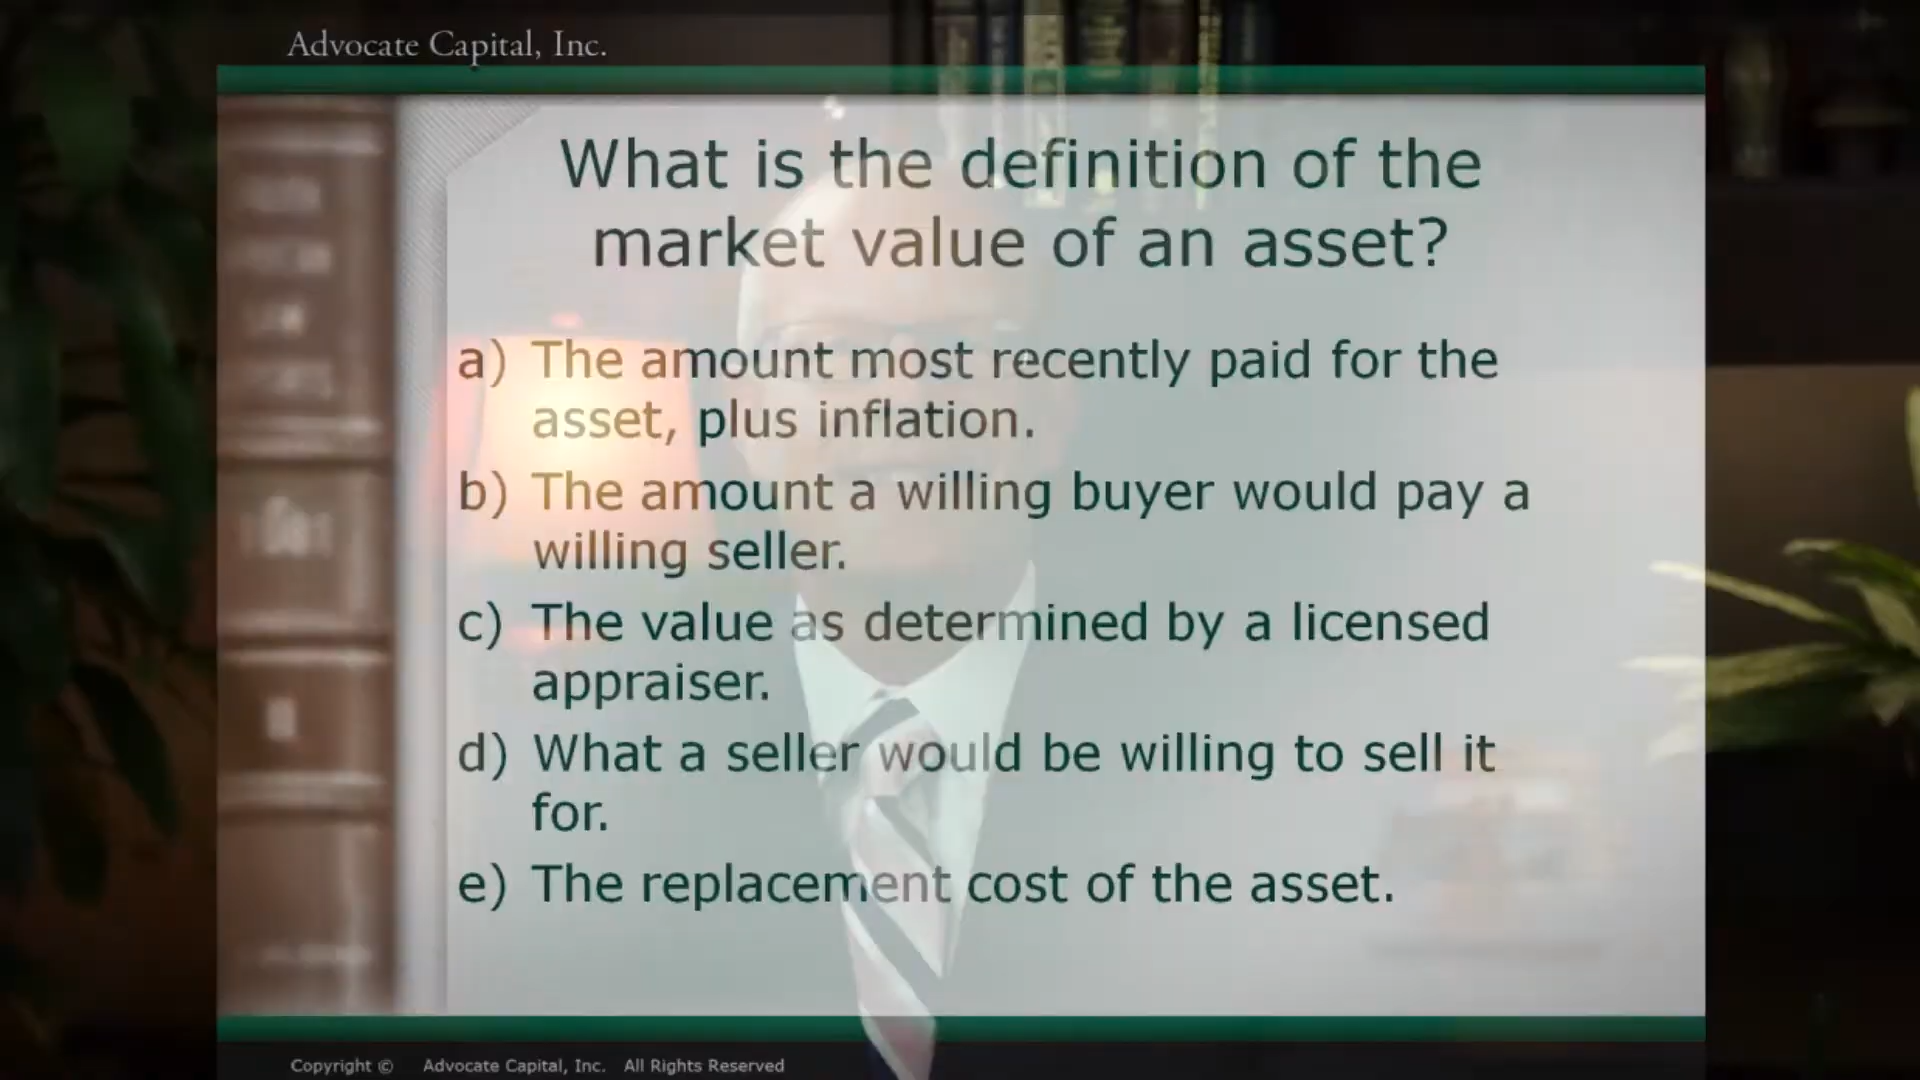 Advocate Capital, Inc.
What is the definition of the
market value of an asset?
a) The amount most recently paid for the
asset, plus inflation.
b) The amount a willing buyer would pay a
willing seller.
c) The value as determined by a licensed
appraiser.
d) What a seller would be willing to sell it
for.
e) The replacement cost of the asset.
Copyright © Advocate Capital, Inc. All Rights Reserved